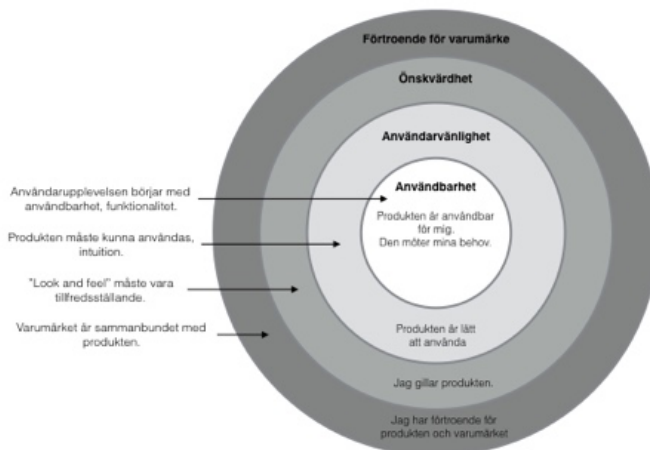 Förtroende för varumärke
Önskvärdhet
Användarvänlighet
Användbarhet
Produkten är användbar
för mig.
Den möter mina behov.
Produkten är lätt
att använda
Jag gillar produkten.
Jag har förtroende för
produkten och varumärket
Användarupplevelsen börjar med
användbarhet, funktionalitet.
Produkten måste kunna användas,
intuition.
"Look and feel" måste vara
tillfredsställande.
Varumärket är sammanbundet med
produkten.